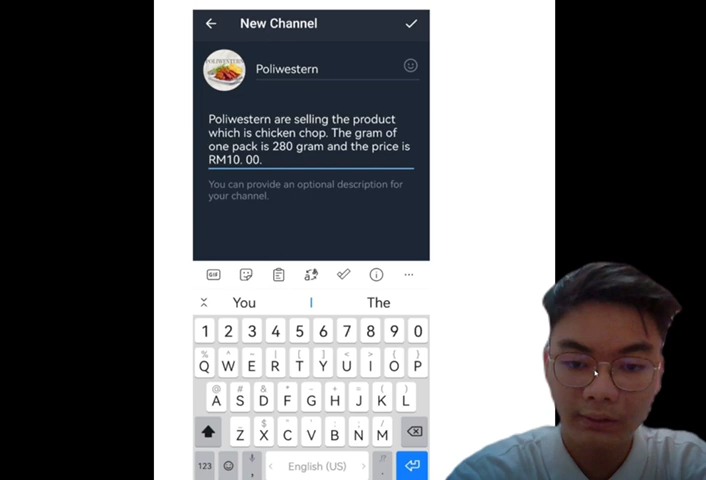 New Channel
POLIWESTERN
Poliwestern
Poliwestern are selling the product
which is chicken chop. The gram of
one pack is 280 gram and the price is
RM10. 00.
You can provide an optional description for
your channel.
GIF
You I The
1 2 3 4 5 6 7 8 9 0
Q W E R T Y U I O P
A S D F G H J K L
Z X C V B N M
123 , English (US) .